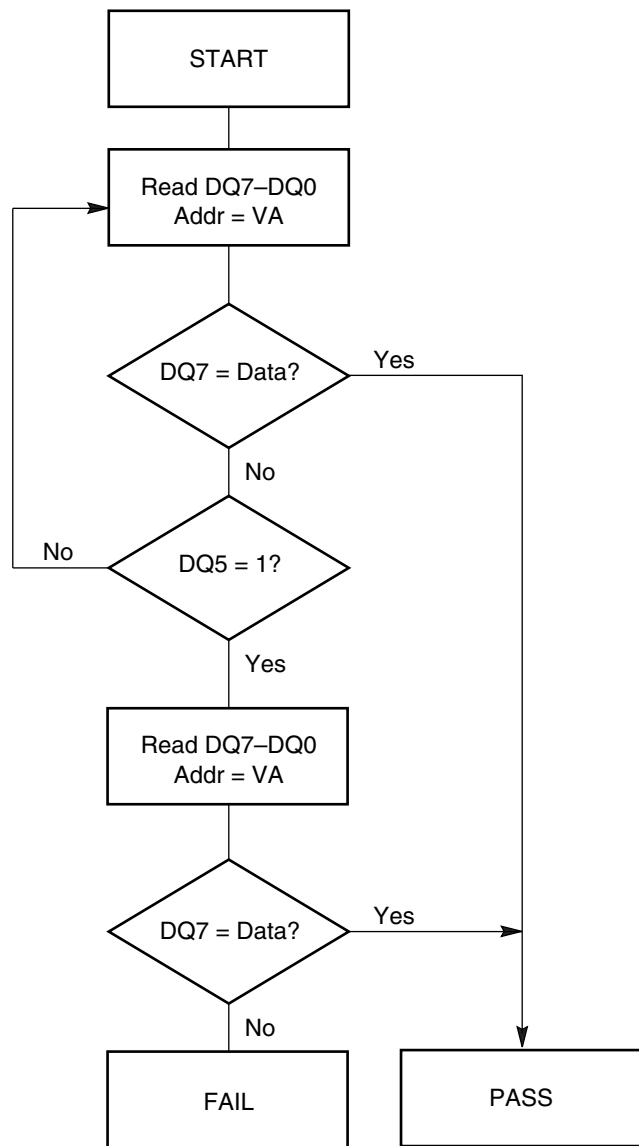 START
Read DQ7–DQ0
Addr = VA
DQ7 = Data?
Yes
No
No
DQ5 = 1?
Yes
Read DQ7–DQ0
Addr = VA
DQ7 = Data?
Yes
No
FAIL
PASS